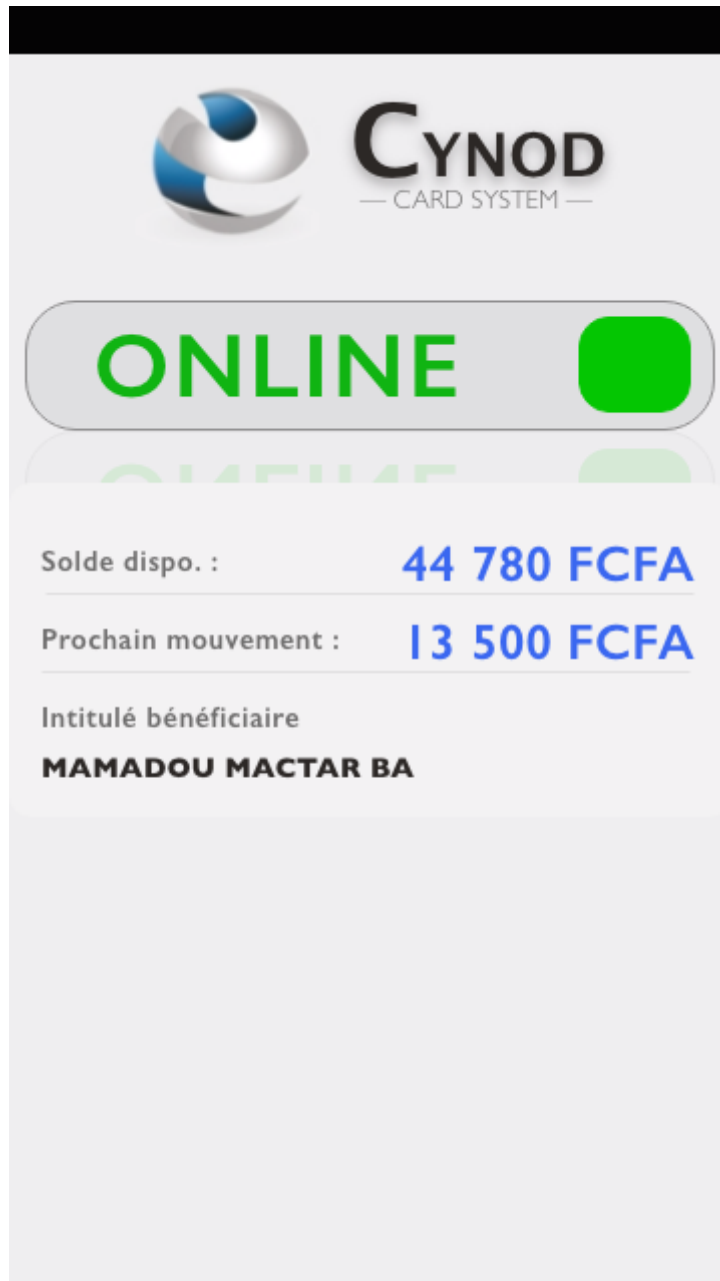 CYNOD
— CARD SYSTEM —
ONLINE
Solde dispo. : 44 780 FCFA
Prochain mouvement : 13 500 FCFA
Intitulé bénéficiaire
MAMADOU MACTAR BA